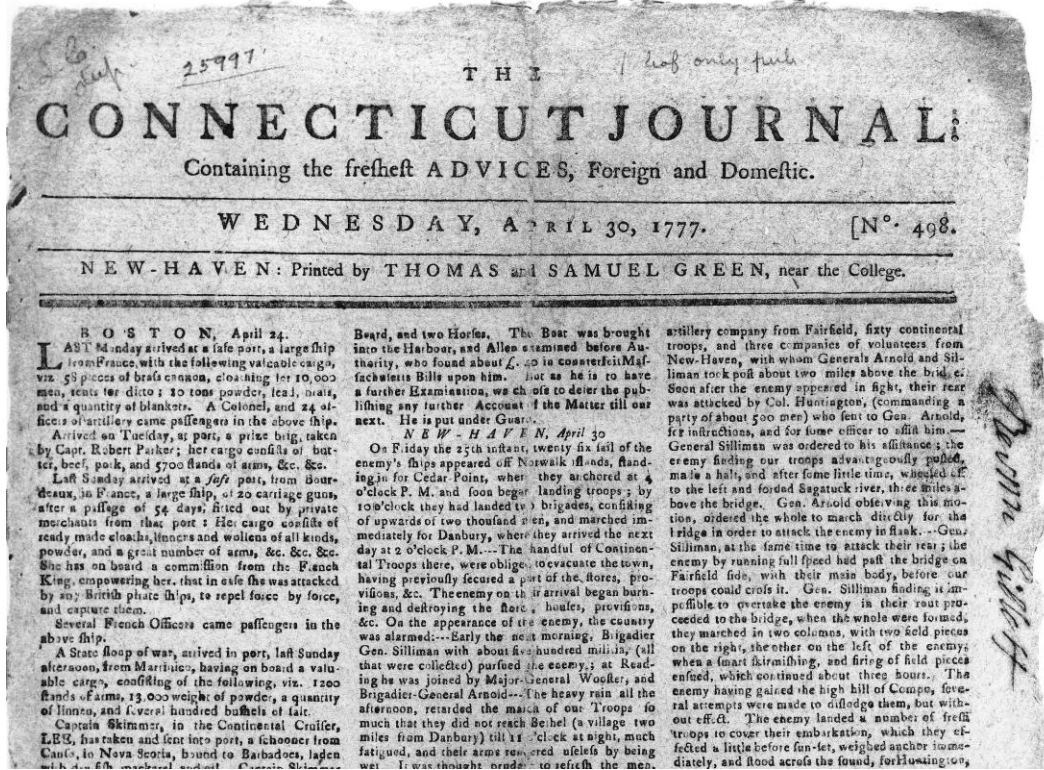 25997.
1 leaf only pub
THE
CONNECTICUT JOURNAL:
Containing the freſheſt ADVICES, Foreign and Domeſtic.
WEDNESDAY, APRIL 30, 1777. [Nº. 498.
NEW-HAVEN: Printed by THOMAS and SAMUEL GREEN, near the College.
BOSTON, April 24.
LAST Monday arrived at a ſafe port, a large ſhip
from France, with the following valuable cargo,
viz. 58 pieces of braſs cannon, cloathing for 10,000
men, tents for ditto; 10 tons powder, lead,
and a quantity of blankets. A Colonel, and 24 of-
ficers of artillery came paſſengers in the above ſhip.
Arrived on Tueſday, at port, a prize brig, taken
by Capt. Robert Parker; her cargo conſiſts of but-
ter, beef, pork, and 5700 ſtands of arms, &c. &c.
Laſt Sunday arrived at a ſafe port, from Bour-
deaux, in France, a large ſhip, of 20 carriage guns,
after a paſſage of 54 days, fitted out by private
merchants from that port: Her cargo conſiſts of
ready made cloaths, linnens and wollens of all kinds,
powder, and a great number of arms, &c. &c. &c.
She has on board a commiſſion from the French
King, empowering her, that in caſe ſhe was attacked
by any Britiſh pirate ſhips, to repel force by force,
and capture them.
Several French Officers came paſſengers in the
above ſhip.
A State ſloop of war, arrived in port, laſt Sunday
afternoon, from Martinico, having on board a valu-
able cargo, conſiſting of the following, viz. 1200
ſtands of arms, 13,000 weight of powder, a quantity
of linnen, and ſeveral hundred buſhels of ſalt.
Captain Skimmer, in the Continental Cruiſer,
LEE, has taken and ſent into port, a ſchooner from
Canſo, in Nova Scotia, bound to Barbadoes, laden
with dry fiſh, mackarel, and oil. Captain Skimmer
Board, and two Horſes. The Boat was brought
into the Harbour, and Allen examined before Au-
thority, who found about £. 20 in counterfeit Maſ-
ſachuſetts Bills upon him. But as he is to have
a further Examination, we choſe to defer the pub-
liſhing any further Account of the Matter till our
next. He is put under Guard.
NEW-HAVEN, April 30
On Friday the 25th inſtant, twenty ſix ſail of the
enemy's ſhips appeared off Norwalk iſlands, ſtand-
ing in for Cedar-Point, where they anchored at 4
o'clock P. M. and ſoon began landing troops; by
10 o'clock they had landed two brigades, conſiſting
of upwards of two thouſand men, and marched im-
mediately for Danbury, where they arrived the next
day at 2 o'clock P. M.---The handful of Continen-
tal Troops there, were obliged to evacuate the town,
having previouſly ſecured a part of the ſtores, pro-
viſions, &c. The enemy on their arrival began burn-
ing and deſtroying the ſtores, houſes, proviſions,
&c. On the appearance of the enemy, the country
was alarmed:---Early the next morning, Brigadier
Gen. Silliman with about five hundred militia, (all
that were collected) purſued the enemy; at Read-
ing he was joined by Major-General Wooſter, and
Brigadier-General Arnold---The heavy rain all the
afternoon, retarded the march of our Troops ſo
much that they did not reach Bethel (a village two
miles from Danbury) till 11 o'clock at night, much
fatigued, and their arms rendered uſeleſs by being
wet. It was thought prudent to refreſh the men,
artillery company from Fairfield, ſixty continental
troops, and three companies of volunteers from
New-Haven, with whom Generals Arnold and Sil-
liman took poſt about two miles above the bridge.
Soon after the enemy appeared in ſight, their rear
was attacked by Col. Huntington, (commanding a
party of about 500 men) who ſent to Gen. Arnold,
for inſtructions, and for ſome officer to aſſiſt him.—
General Silliman was ordered to his aſſiſtance; the
enemy finding our troops advantageouſly poſted,
made a halt, and after ſome little time, wheeled off
to the left and forded Sagatuck river, three miles a-
bove the bridge. Gen. Arnold obſerving this mo-
tion, ordered the whole to march directly for the
bridge in order to attack the enemy in flank.--Gen.
Silliman, at the ſame time to attack their rear; the
enemy by running full ſpeed had paſt the bridge on
Fairfield ſide, with their main body, before our
troops could croſs it. Gen. Silliman finding it im-
poſſible to overtake the enemy in their rout pro-
ceeded to the bridge, when the whole were formed,
they marched in two columns, with two field pieces
on the right, the other on the left of the enemy;
when a ſmart ſkirmiſhing, and firing of field pieces
enſued, which continued about three hours. The
enemy having gained the high hill of Compo, ſeve-
ral attempts were made to diſlodge them, but with-
out effect. The enemy landed a number of freſh
troops to cover their embarkation, which they ef-
fected a little before ſun-ſet, weighed anchor imme-
diately, and ſtood acroſs the ſound, for Huntington,